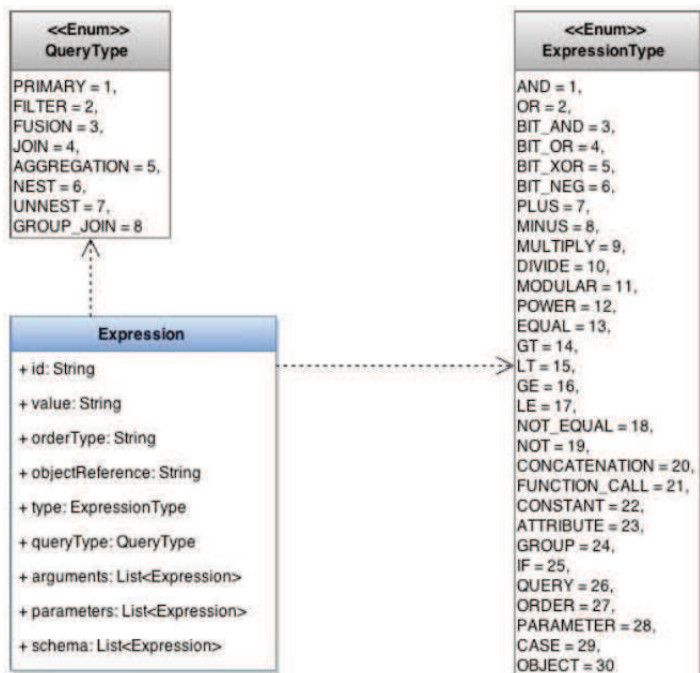 <<Enum>>
QueryType
PRIMARY = 1,
FILTER = 2,
FUSION = 3,
JOIN = 4,
AGGREGATION = 5,
NEST = 6,
UNNEST = 7,
GROUP_JOIN = 8
Expression
+ id: String
+ value: String
+ orderType: String
+ objectReference: String
+ type: ExpressionType
+ queryType: QueryType
+ arguments: List<Expression>
+ parameters: List<Expression>
+ schema: List<Expression>
<<Enum>>
ExpressionType
AND = 1,
OR = 2,
BIT_AND = 3,
BIT_OR = 4,
BIT_XOR = 5,
BIT_NEG = 6,
PLUS = 7,
MINUS = 8,
MULTIPLY = 9,
DIVIDE = 10,
MODULAR = 11,
POWER = 12,
EQUAL = 13,
GT = 14,
LT = 15,
GE = 16,
LE = 17,
NOT_EQUAL = 18,
NOT = 19,
CONCATENATION = 20,
FUNCTION_CALL = 21,
CONSTANT = 22,
ATTRIBUTE = 23,
GROUP = 24,
IF = 25,
QUERY = 26,
ORDER = 27,
PARAMETER = 28,
CASE = 29,
OBJECT = 30